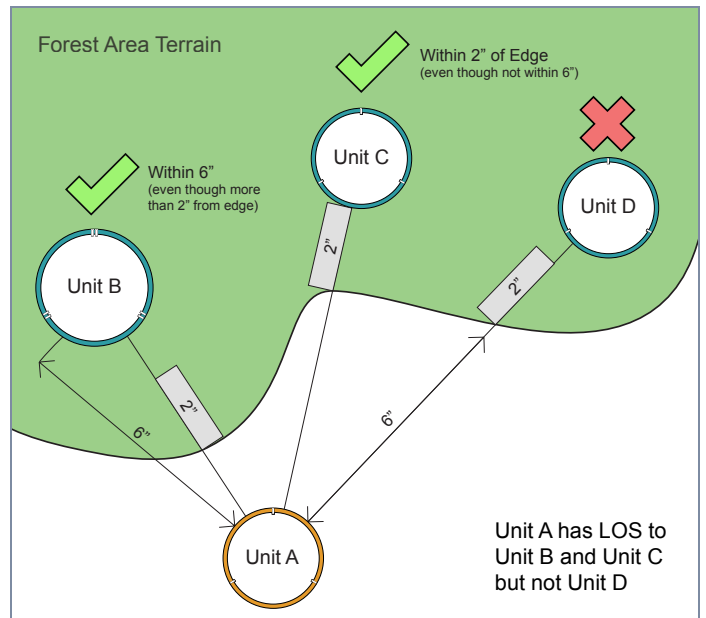 Forest Area Terrain
Within 2” of Edge
(even though not within 6”)
Unit C
Unit D
Within 6”
(even though more
than 2” from edge)
Unit B
2”
2”
2”
6”
6”
Unit A
Unit A has LOS to
Unit B and Unit C
but not Unit D